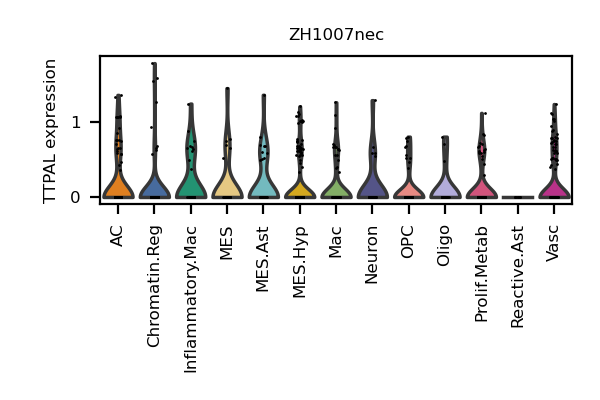 ZH1007nec
TTPAL expression
1
0
AC
Chromatin.Reg
Inflammatory.Mac
MES
MES.Ast
MES.Hyp
Mac
Neuron
OPC
Oligo
Prolif.Metab
Reactive.Ast
Vasc